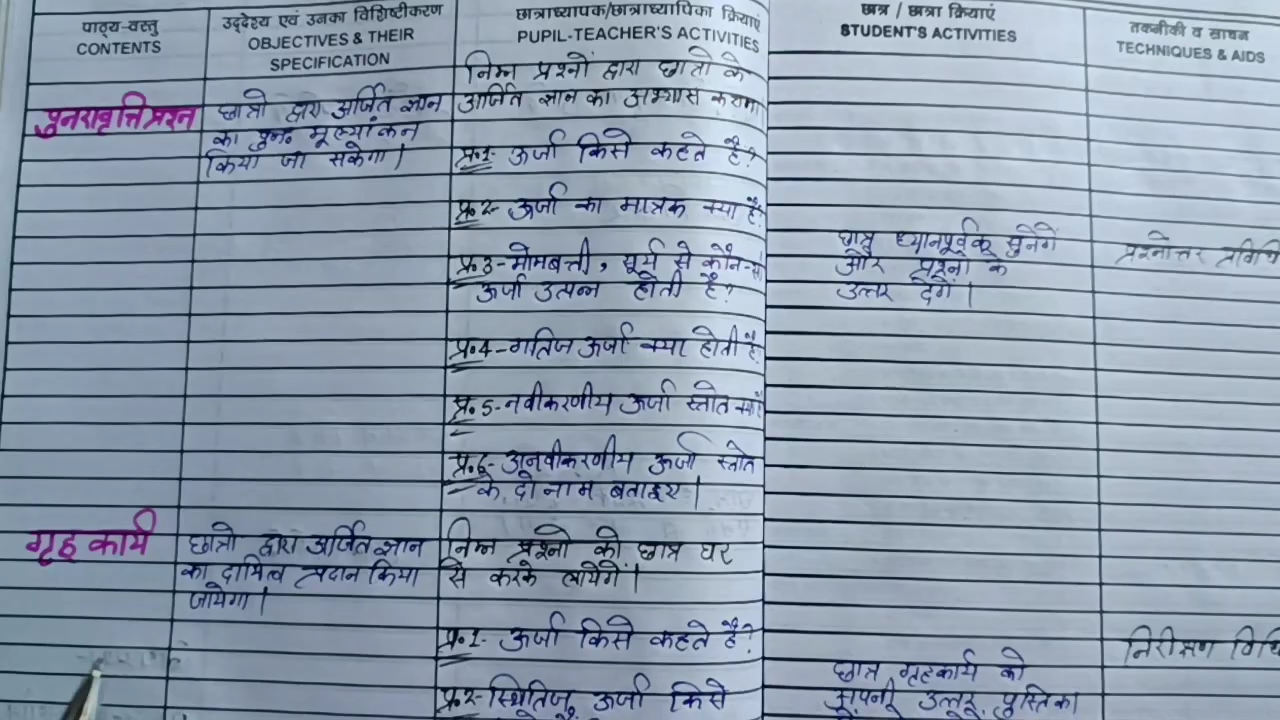 पाठ्य-वस्तु
CONTENTS
उद्देश्य एवं उनका विशिष्टीकरण
OBJECTIVES & THEIR
SPECIFICATION
छात्राध्यापक/छात्राध्यापिका क्रियाएं
PUPIL-TEACHER'S ACTIVITIES
छात्र / छात्रा क्रियाएं
STUDENT'S ACTIVITIES
तकनीकी व साधन
TECHNIQUES & AIDS
पुनरावृत्ति प्रश्न
छात्रो द्वारा अर्जित ज्ञान
का पुनः मूल्यांकन
किया जा सकेगा।
निम्न प्रश्नों द्वारा छात्रों के
अर्जित ज्ञान का अभ्यास कराना
प्र.1- ऊर्जा किसे कहते है?
प्र.2- ऊर्जा का मात्रक क्या है?
प्र.3- मोमबत्ती, सूर्य से कौन-सी
ऊर्जा उत्पन्न होती है?
प्र.4- गतिज ऊर्जा क्या होती है?
प्र.5- नवीकरणीय ऊर्जा स्त्रोत क्या है
प्र.6- अनवीकरणीय ऊर्जा स्त्रोत
के दो नाम बताइए।
छात्र ध्यानपूर्वक सुनेगें
और प्रश्नों के
उत्तर देगें।
प्रश्नोत्तर प्रविधि
गृह कार्य
छात्रो द्वारा अर्जित ज्ञान
का दायित्व प्रदान किया
जायेगा।
निम्न प्रश्नो को छात्र घर
से करके लायेगें।
प्र.1- ऊर्जा किसे कहते है?
प्र.2- स्थितिज ऊर्जा किसे
छात्र गृहकार्य को
अपनी उत्तर पुस्तिका
निरीक्षण विधि